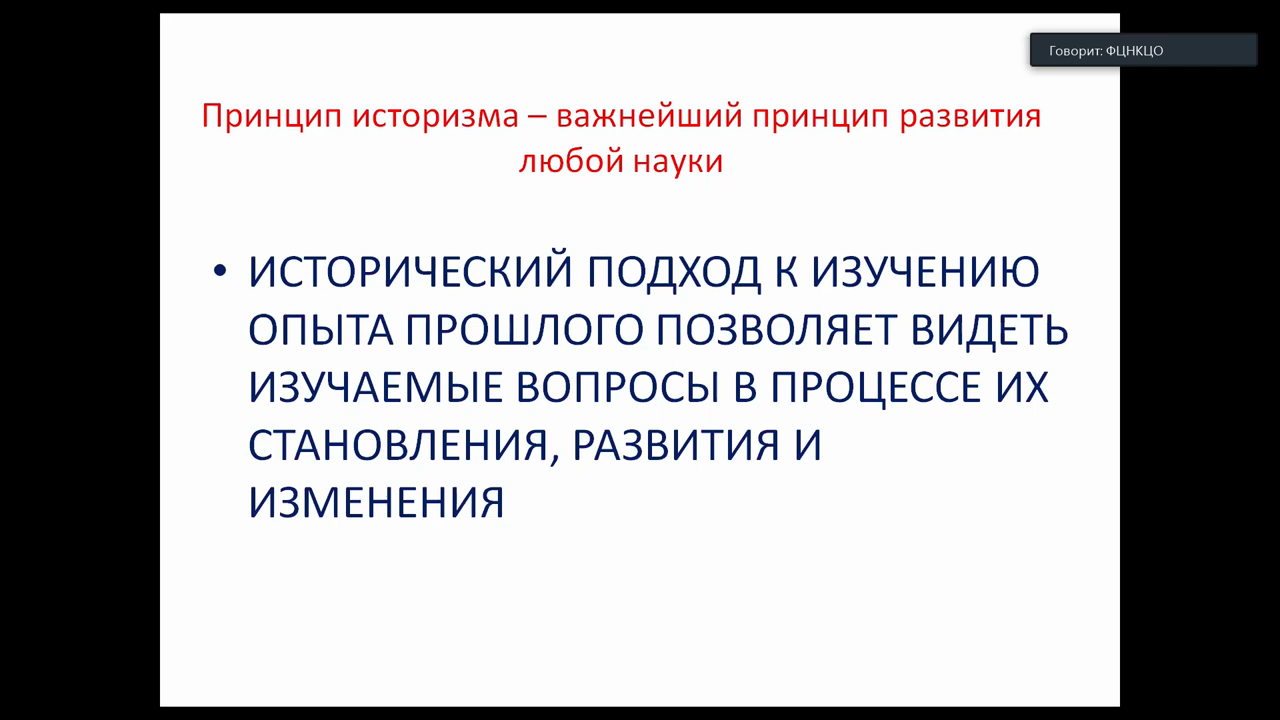 Говорит: ФЦНКЦО
Принцип историзма – важнейший принцип развития
любой науки
• ИСТОРИЧЕСКИЙ ПОДХОД К ИЗУЧЕНИЮ
ОПЫТА ПРОШЛОГО ПОЗВОЛЯЕТ ВИДЕТЬ
ИЗУЧАЕМЫЕ ВОПРОСЫ В ПРОЦЕССЕ ИХ
СТАНОВЛЕНИЯ, РАЗВИТИЯ И
ИЗМЕНЕНИЯ